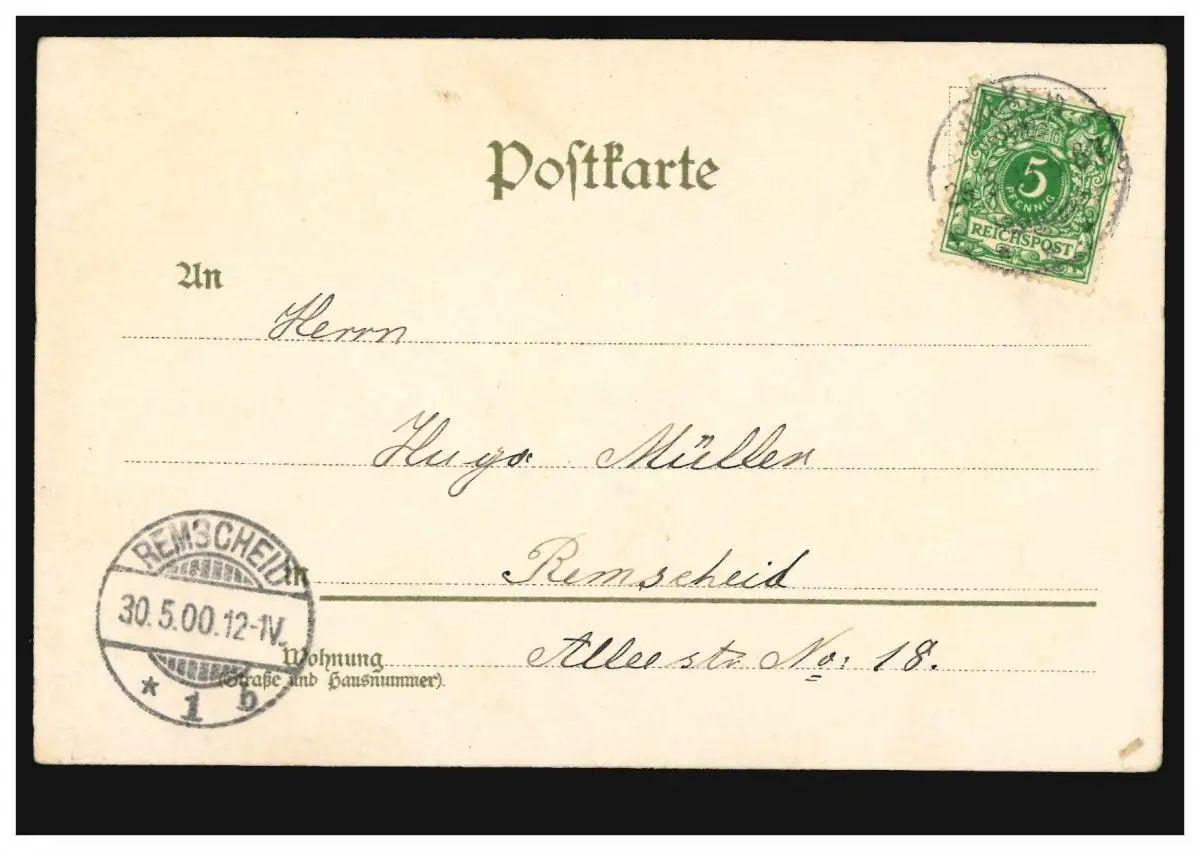 Postkarte
5
PFENNIG
REICHSPOST
An
Herrn
Hugo Müller
in Remscheid
REMSCHEID
30.5.00.12-1V.
* 1 b
Wohnung Alleestr. No: 18.
(Straße und Hausnummer).